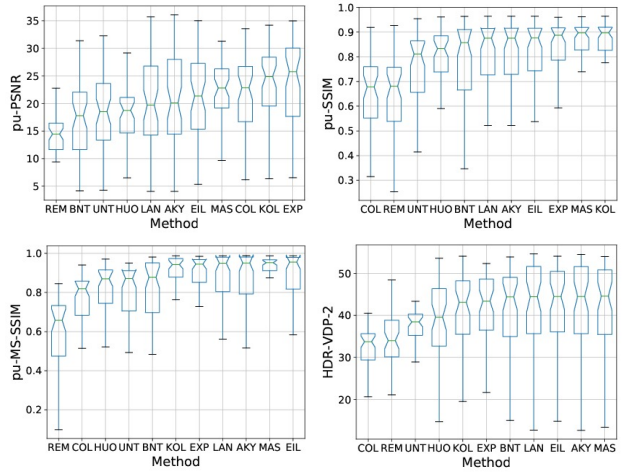 pu-PSNR
35
30
25
20
15
10
5
REM BNT UNT HUO LAN AKY EIL MAS COL KOL EXP
Method
pu-SSIM
1.0
0.9
0.8
0.7
0.6
0.5
0.4
0.3
COL REM UNT HUO BNT LAN AKY EIL EXP MAS KOL
Method
pu-MS-SSIM
1.0
0.8
0.6
0.4
0.2
REM COL HUO UNT BNT KOL EXP LAN AKY MAS EIL
Method
HDR-VDP-2
50
40
30
20
COL REM UNT HUO KOL EXP BNT LAN EIL AKY MAS
Method